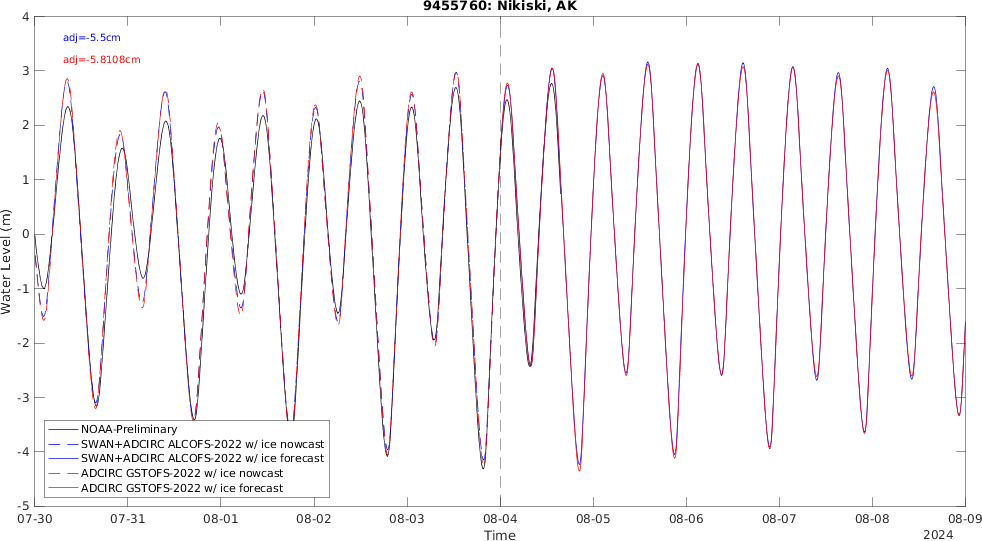 9455760: Nikiski, AK
adj=-5.5cm
adj=-5.8108cm
Water Level (m)
4
3
2
1
0
-1
-2
-3
-4
-5
NOAA-Preliminary
SWAN+ADCIRC ALCOFS-2022 w/ ice nowcast
SWAN+ADCIRC ALCOFS-2022 w/ ice forecast
ADCIRC GSTOFS-2022 w/ ice nowcast
ADCIRC GSTOFS-2022 w/ ice forecast
07-30 07-31 08-01 08-02 08-03 08-04 08-05 08-06 08-07 08-08 08-09
Time
2024